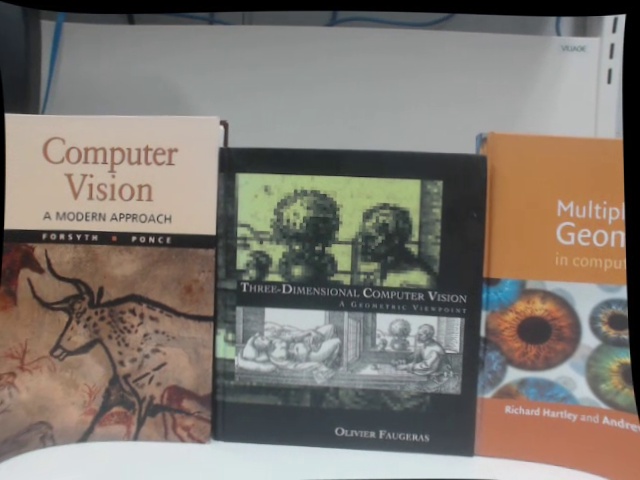 Computer
Vision
A MODERN APPROACH
FORSYTH ▪ PONCE
THREE-DIMENSIONAL COMPUTER VISION
A GEOMETRIC VIEWPOINT
OLIVIER FAUGERAS
Multipl
Geom
in comput
Richard Hartley and Andrew